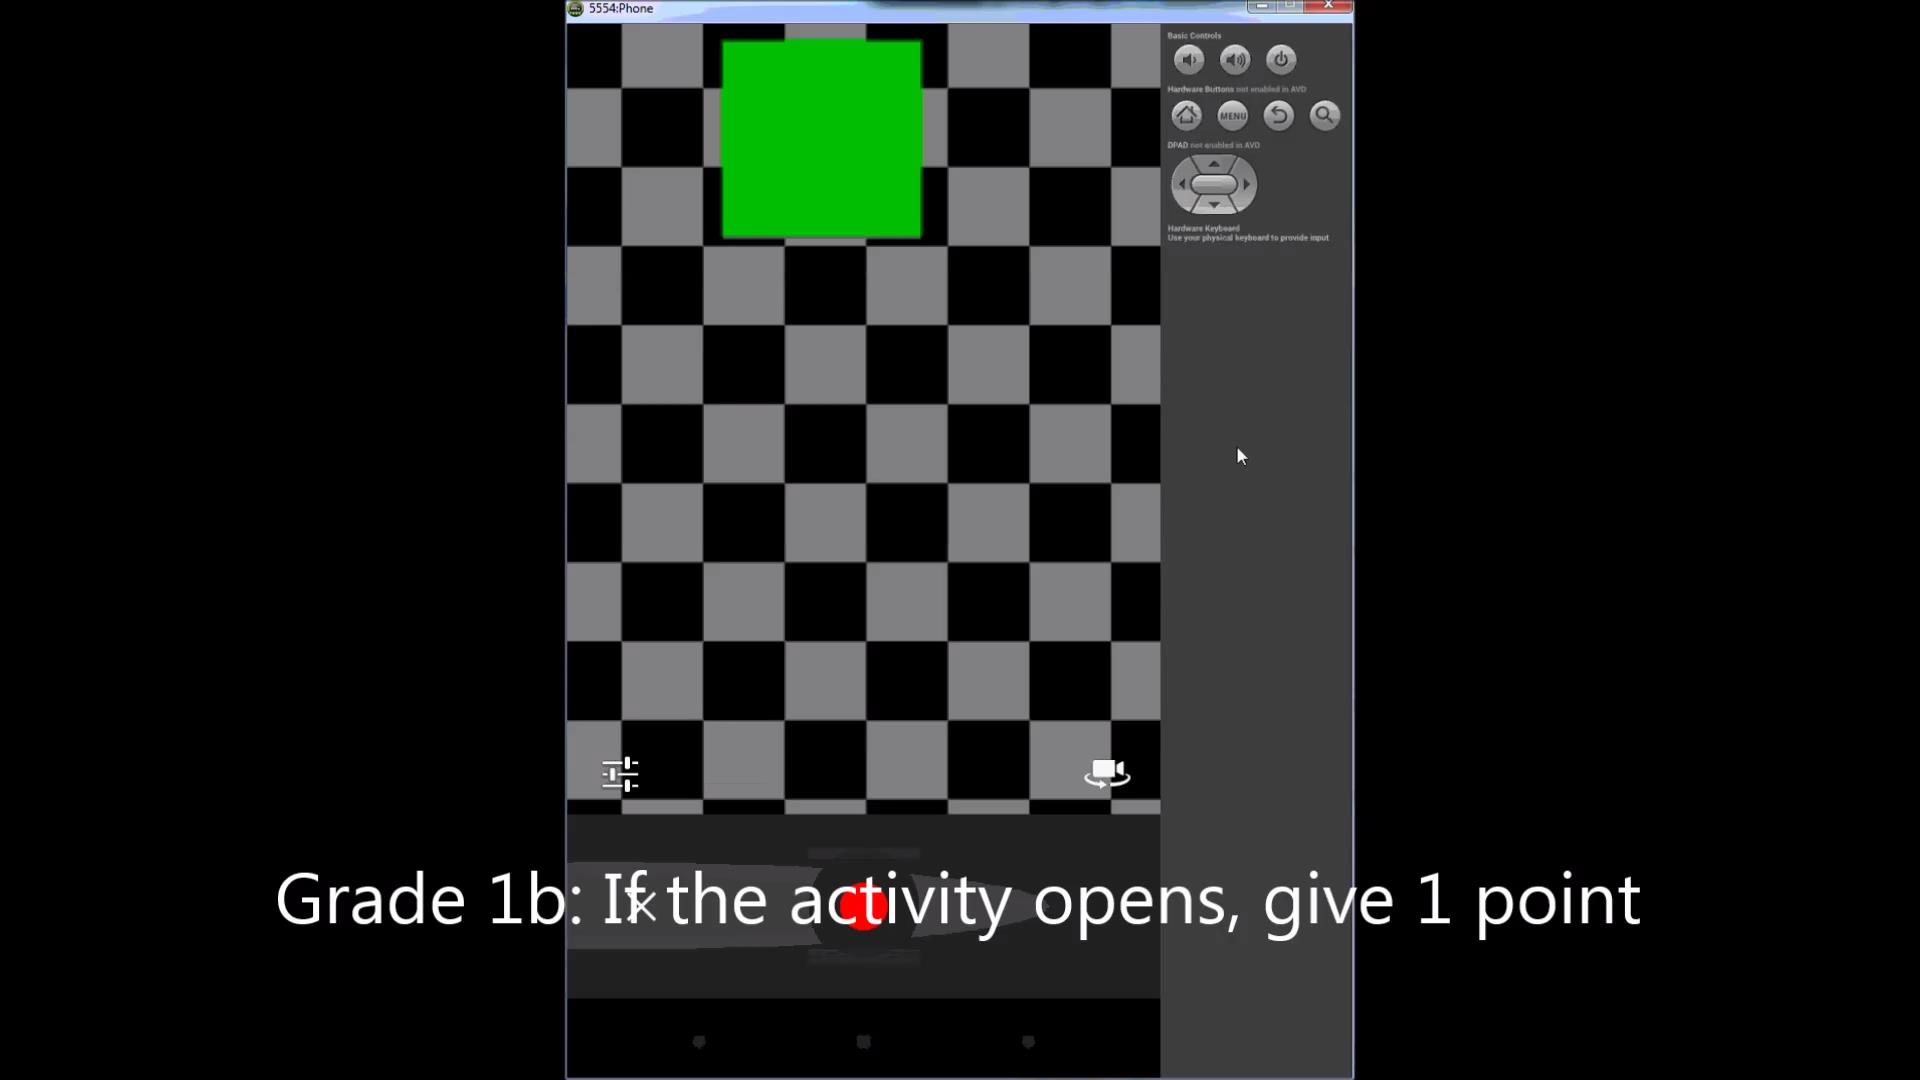 5554:Phone
Basic Controls
Hardware Buttons not enabled in AVD
MENU
DPAD not enabled in AVD
Hardware Keyboard
Use your physical keyboard to provide input
Grade 1b: If the activity opens, give 1 point